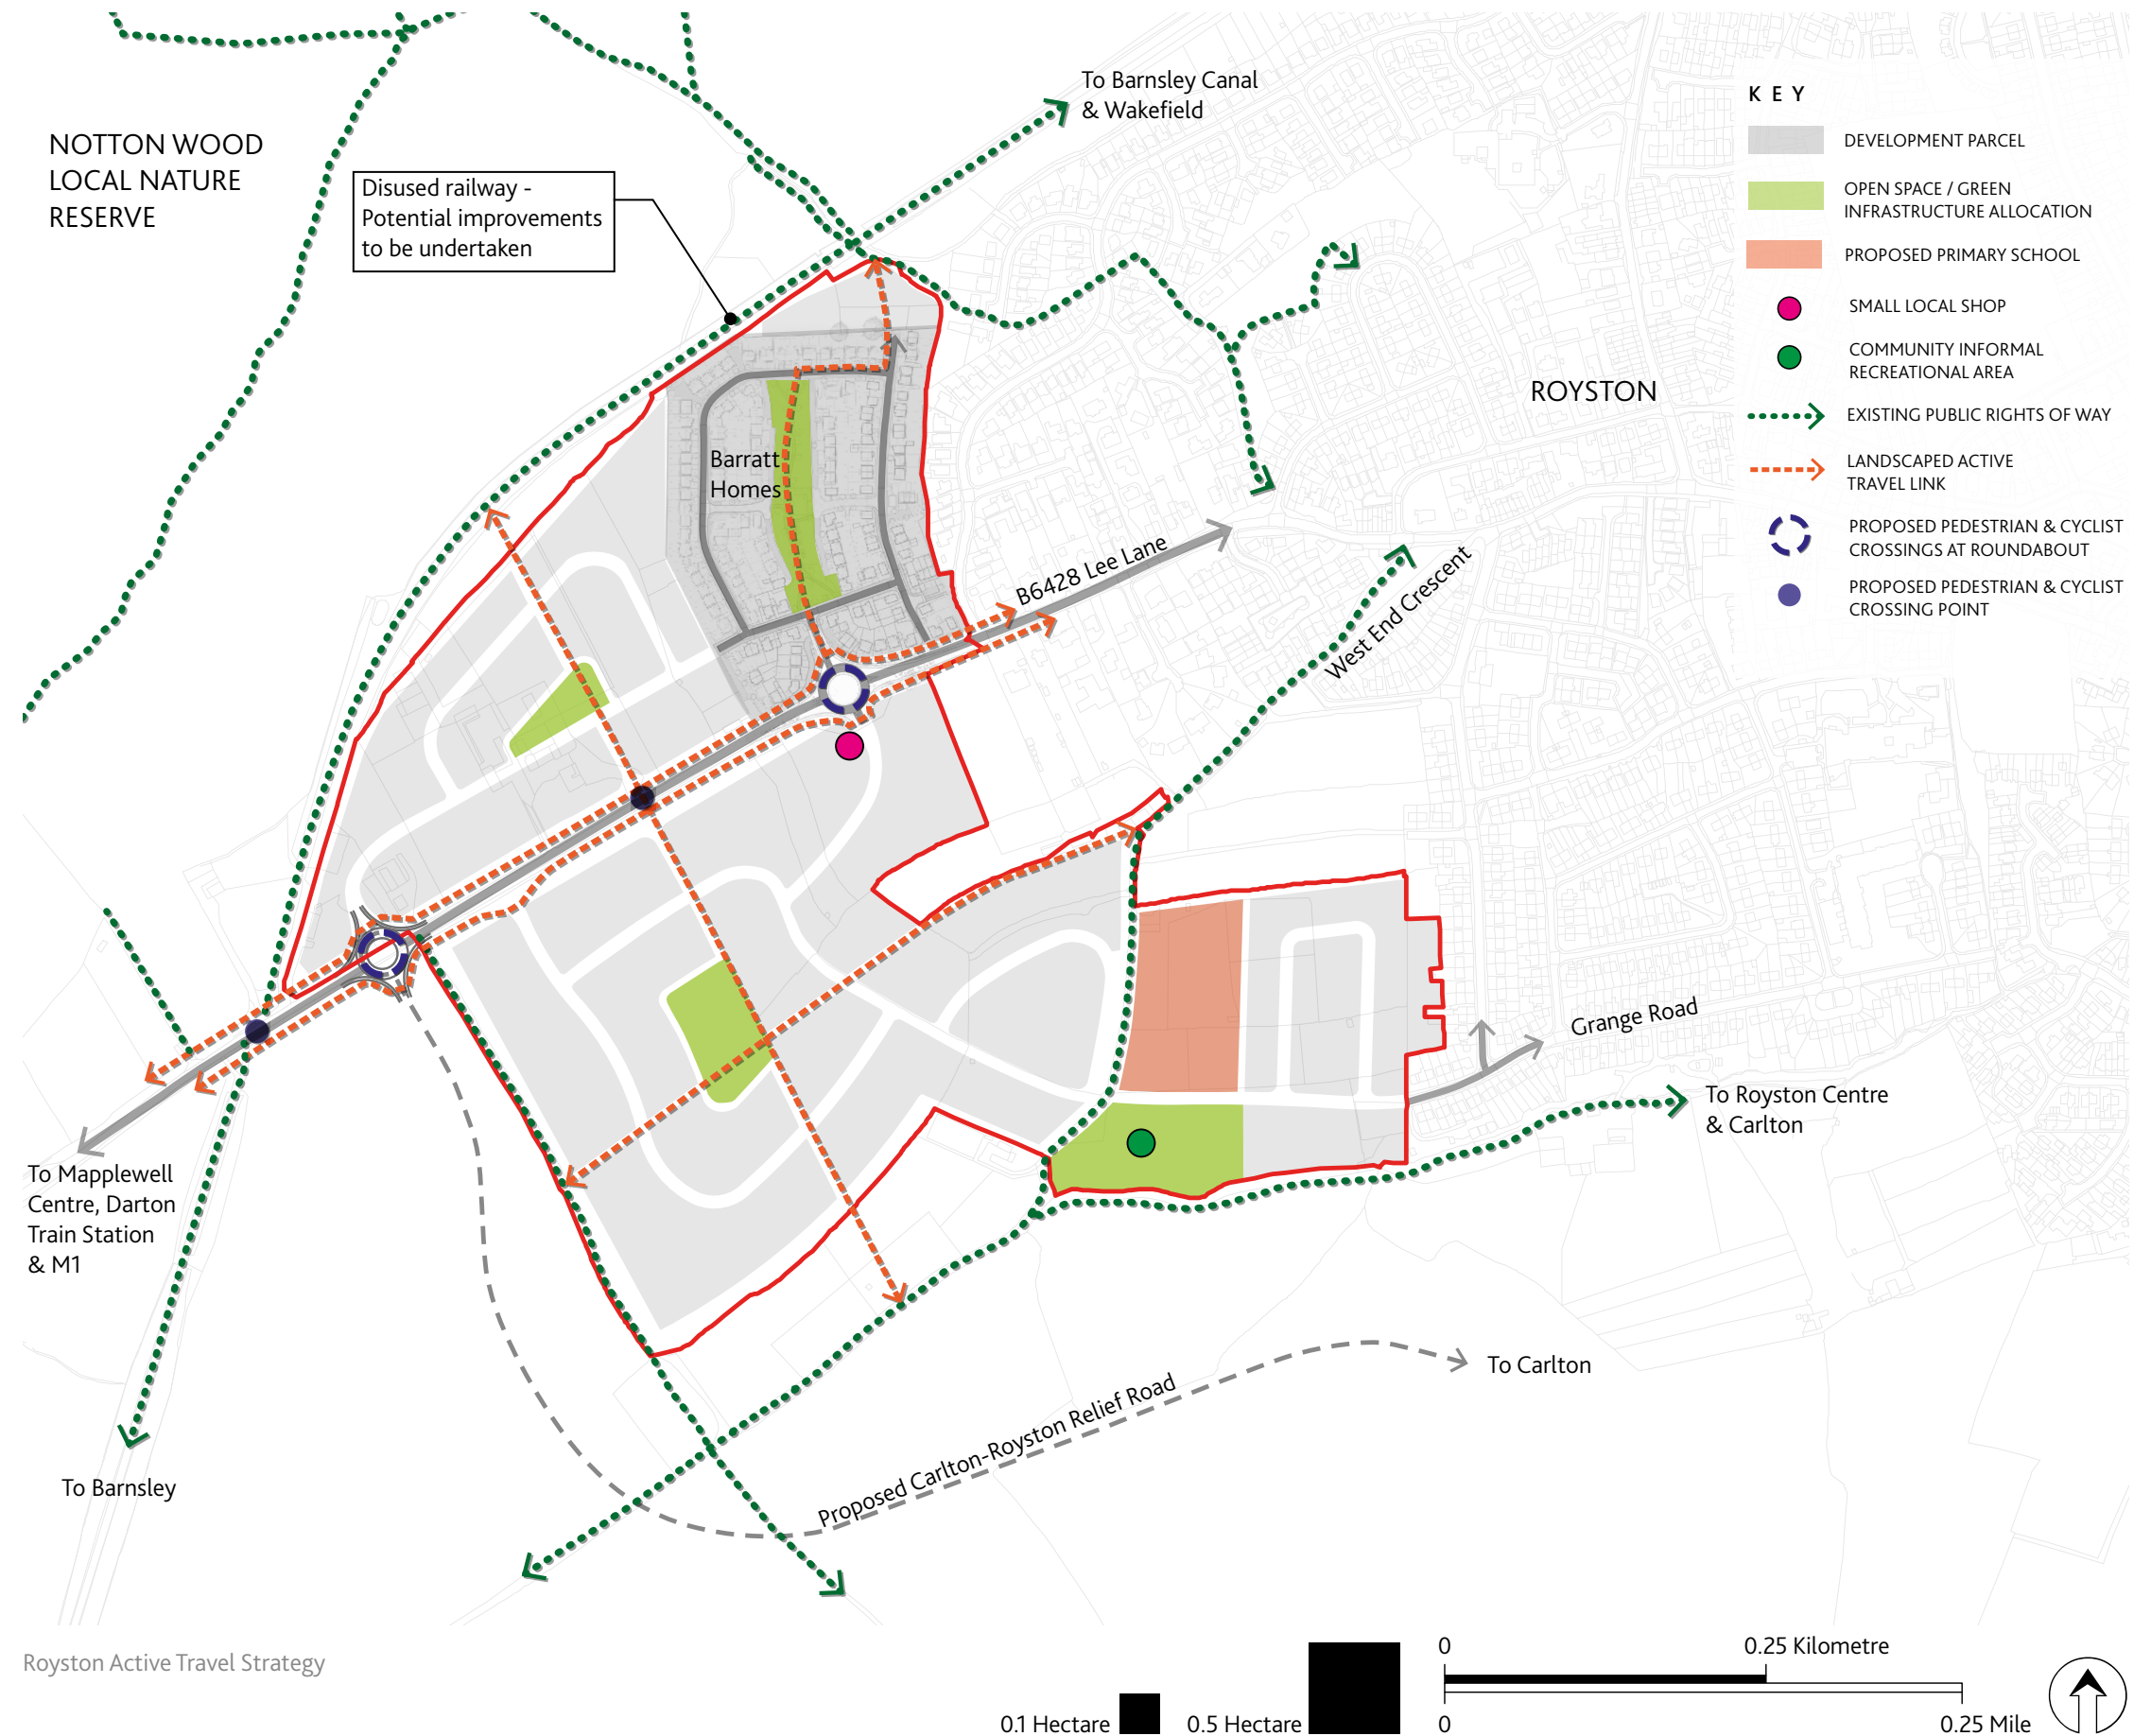 To Barnsley Canal
& Wakefield
NOTTON WOOD
LOCAL NATURE
RESERVE
Disused railway -
Potential improvements
to be undertaken
Barratt
Homes
ROYSTON
B6428 Lee Lane
West End Crescent
Grange Road
To Royston Centre
& Carlton
To Mapplewell
Centre, Darton
Train Station
& M1
To Barnsley
To Carlton
Proposed Carlton-Royston Relief Road
KEY
DEVELOPMENT PARCEL
OPEN SPACE / GREEN
INFRASTRUCTURE ALLOCATION
PROPOSED PRIMARY SCHOOL
SMALL LOCAL SHOP
COMMUNITY INFORMAL
RECREATIONAL AREA
EXISTING PUBLIC RIGHTS OF WAY
LANDSCAPED ACTIVE
TRAVEL LINK
PROPOSED PEDESTRIAN & CYCLIST
CROSSINGS AT ROUNDABOUT
PROPOSED PEDESTRIAN & CYCLIST
CROSSING POINT
Royston Active Travel Strategy
0.1 Hectare
0.5 Hectare
0
0.25 Kilometre
0
0.25 Mile